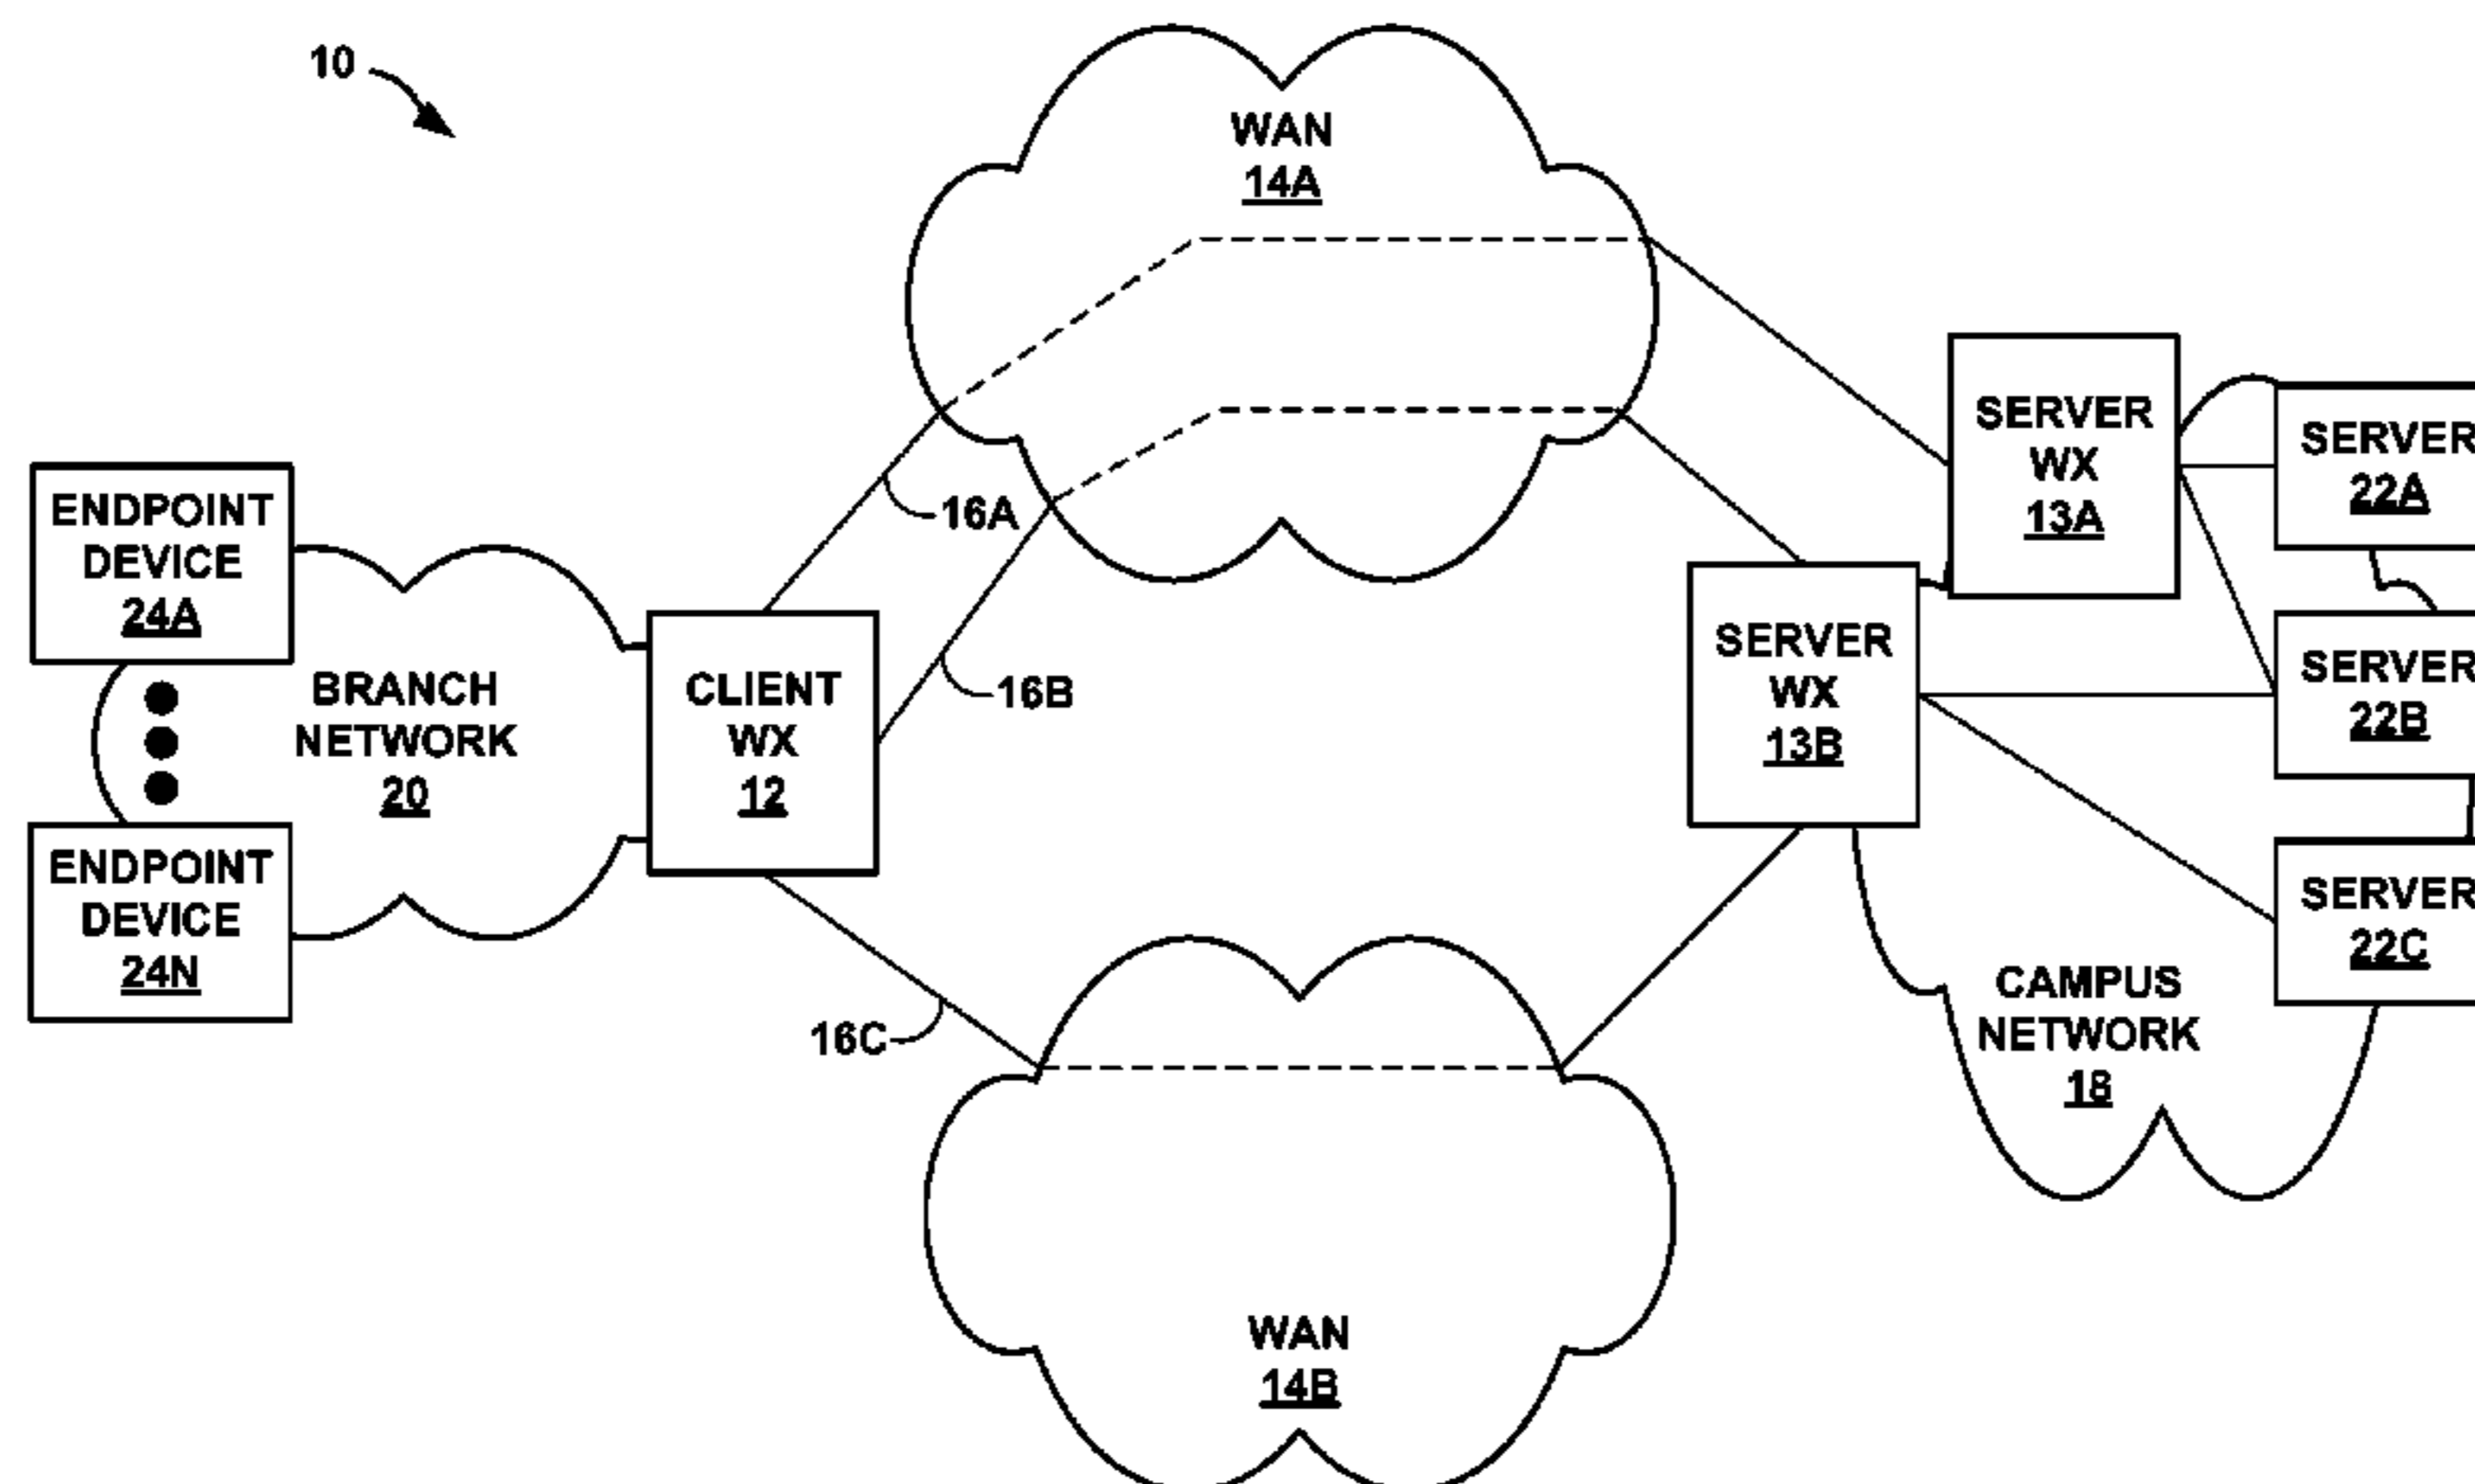 10
WAN
14A
16A
16B
16C
ENDPOINT
DEVICE
24A
BRANCH
NETWORK
20
ENDPOINT
DEVICE
24N
CLIENT
WX
12
SERVER
WX
13A
SERVER
WX
13B
SERVER
22A
SERVER
22B
SERVER
22C
CAMPUS
NETWORK
18
WAN
14B